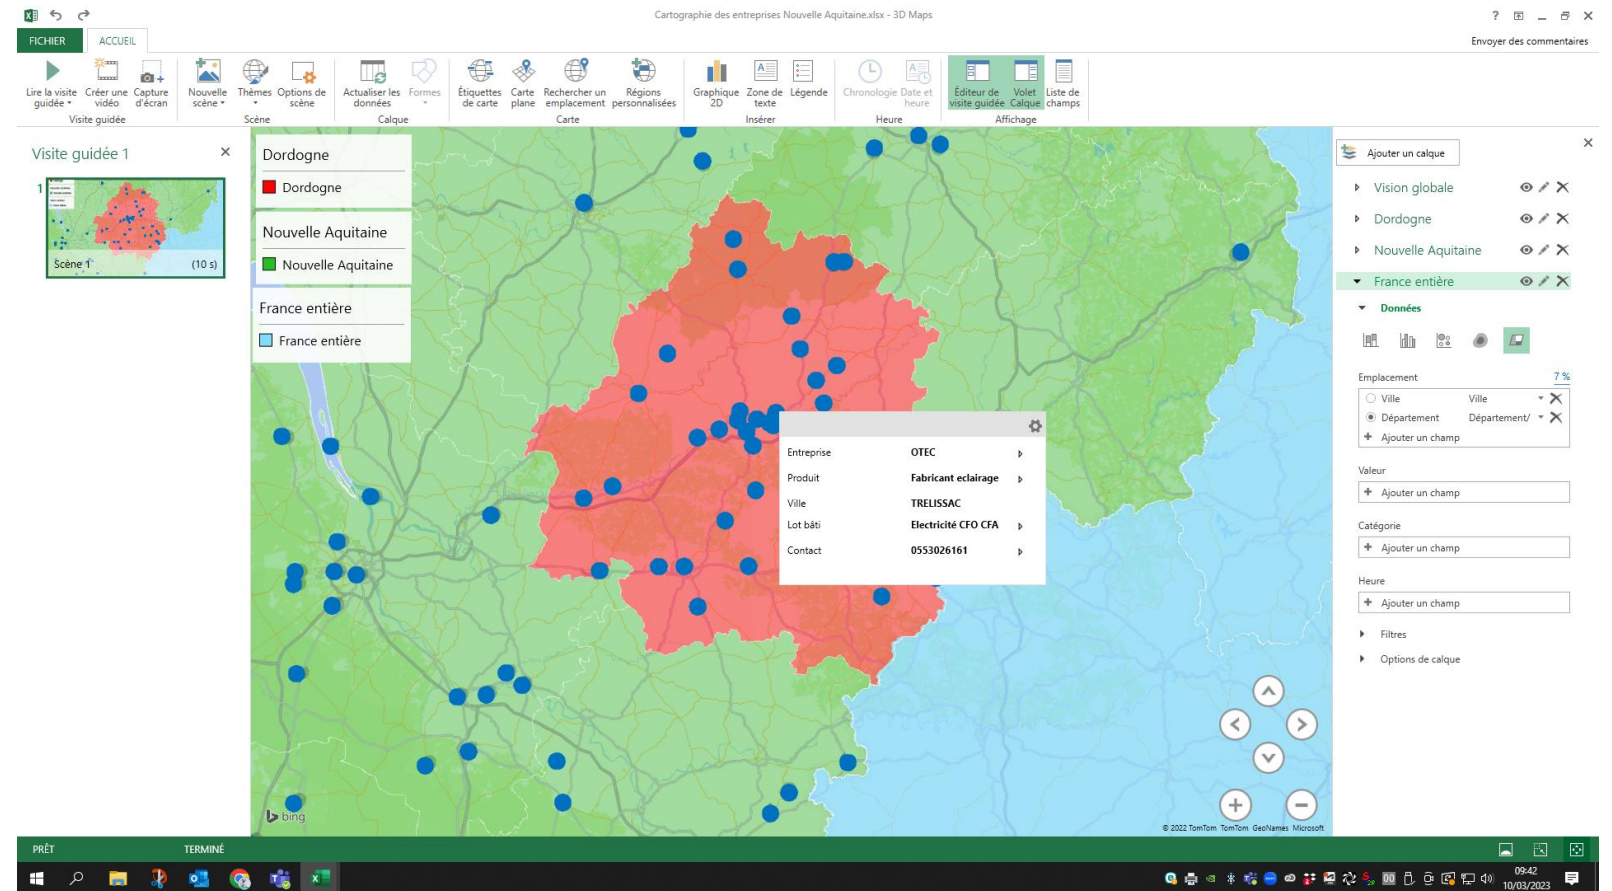 Cartographie des entreprises Nouvelle Aquitaine.xlsx - 3D Maps
?
FICHIER
ACCUEIL
Envoyer des commentaires
Lire la visite guidée
Créer une vidéo
Capture d'écran
Nouvelle scène
Thèmes
Options de scène
Actualiser les données
Formes
Étiquettes de carte
Carte plane
Rechercher un emplacement
Régions personnalisées
Graphique 2D
Zone de texte
Légende
Chronologie
Date et heure
Éditeur de visite guidée
Volet Calque
Liste de champs
Visite guidée
Scène
Calque
Carte
Insérer
Heure
Affichage
Visite guidée 1
1
Scène 1
(10 s)
Dordogne
Dordogne
Nouvelle Aquitaine
Nouvelle Aquitaine
France entière
France entière
Entreprise OTEC
Produit Fabricant eclairage
Ville TRELISSAC
Lot bâti Electricité CFO CFA
Contact 0553026161
bing
© 2022 TomTom TomTom GeoNames Microsoft
Ajouter un calque
Vision globale
Dordogne
Nouvelle Aquitaine
France entière
Données
Emplacement 7 %
Ville Ville
Département Département/
+ Ajouter un champ
Valeur
+ Ajouter un champ
Catégorie
+ Ajouter un champ
Heure
+ Ajouter un champ
Filtres
Options de calque
PRÊT
TERMINÉ
09:42
10/03/2023